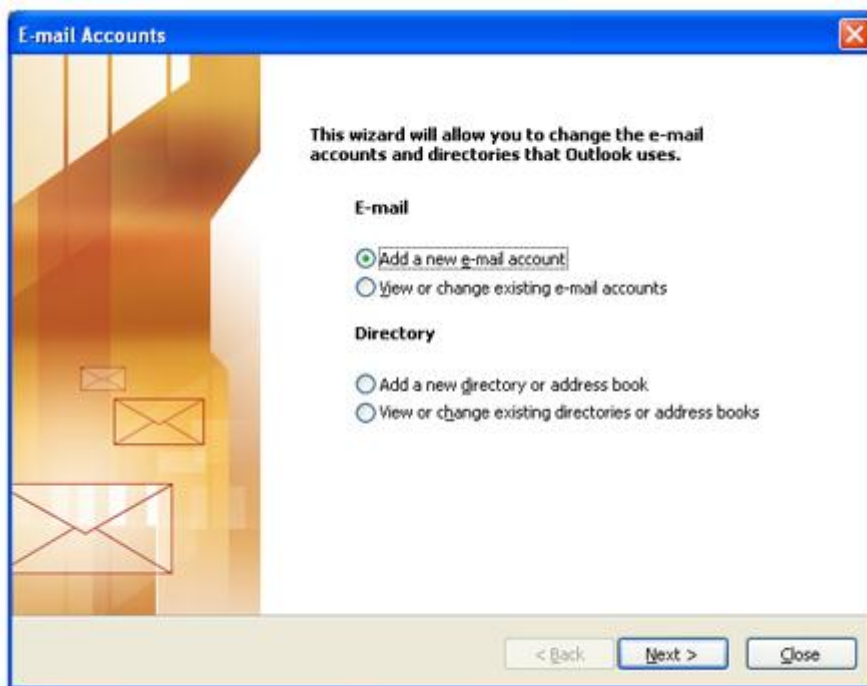 E-mail Accounts
This wizard will allow you to change the e-mail
accounts and directories that Outlook uses.
E-mail
Add a new e-mail account
View or change existing e-mail accounts
Directory
Add a new directory or address book
View or change existing directories or address books
< Back Next > Close